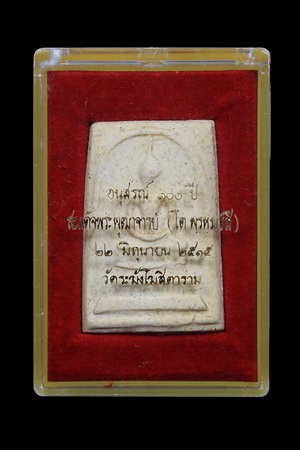 อนุสรณ์ ๑๐๐ ปี
สมเด็จพระพุฒาจารย์ (โต พรหมรังสี)
๒๒ มิถุนายน ๒๕๑๕
วัดระฆังโฆสิตาราม